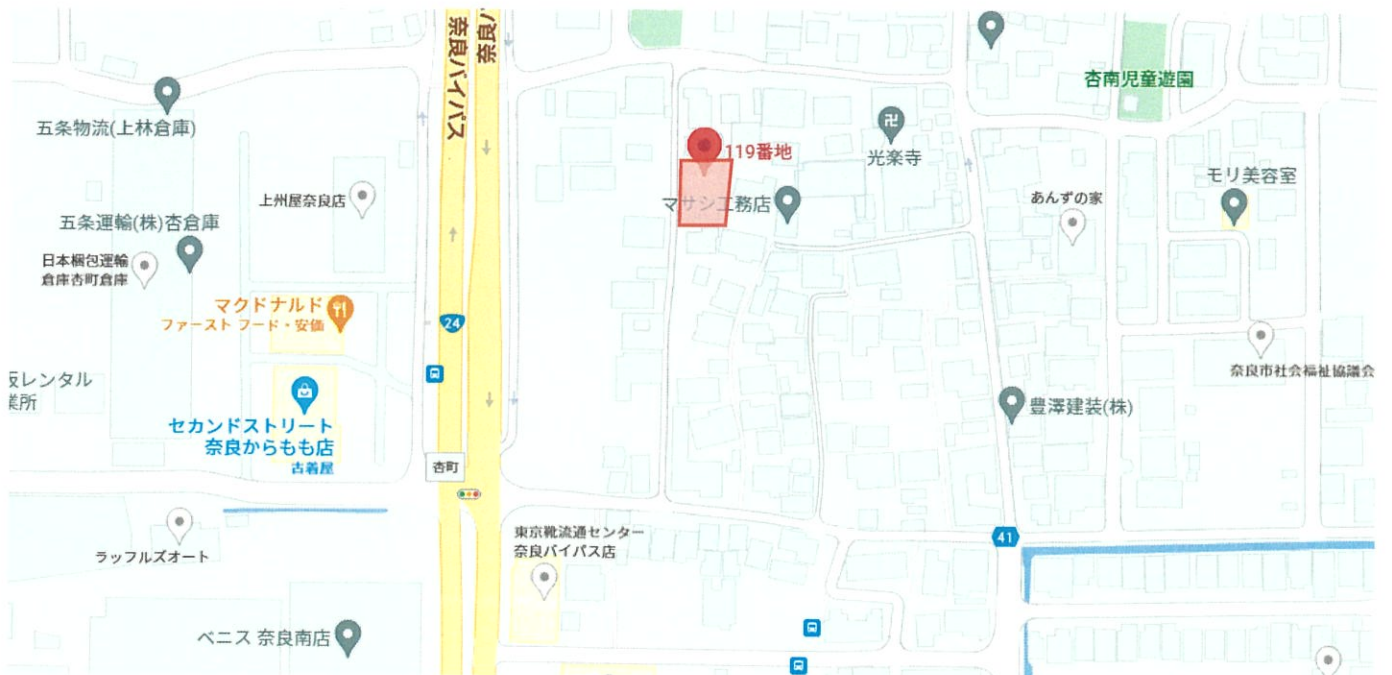 奈良バイパス
奈良バ
杏南児童遊園
五条物流(上林倉庫)
119番地
卍
光楽寺
モリ美容室
上州屋奈良店
マサシ工務店
あんずの家
五条運輸(株)杏倉庫
日本梱包運輸
倉庫杏町倉庫
マクドナルド
ファースト フード・安価
24
奈良市社会福祉協議会
レンタル
業所
豊澤建装(株)
セカンドストリート
奈良からもも店
古着屋
杏町
東京靴流通センター
奈良バイパス店
41
ラッフルズオート
ベニス 奈良南店